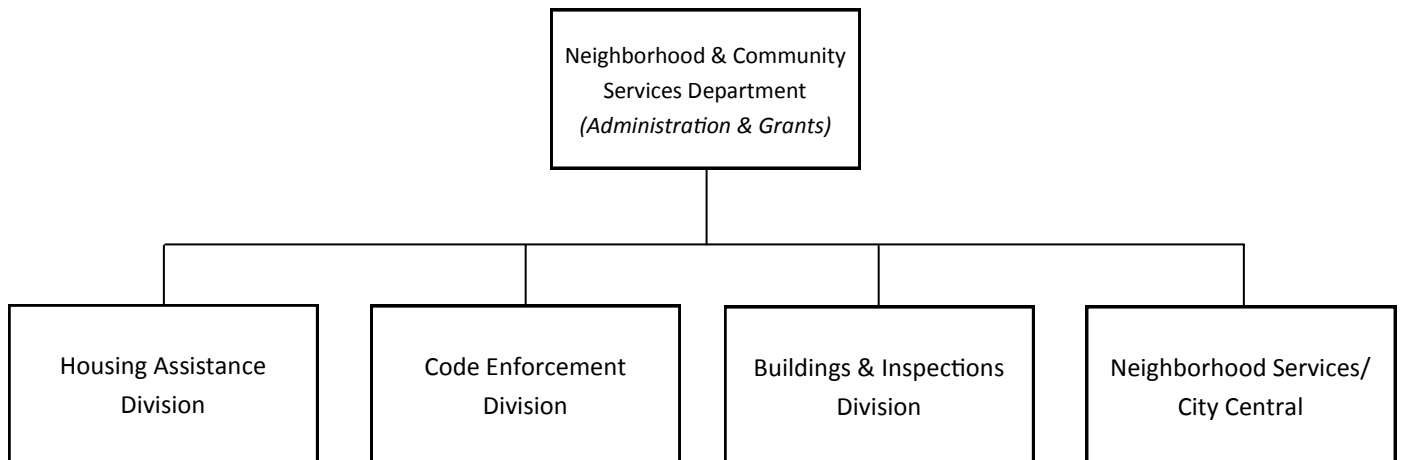 Neighborhood & Community
Services Department
(Administration & Grants)
Housing Assistance
Division
Code Enforcement
Division
Buildings & Inspections
Division
Neighborhood Services/
City Central